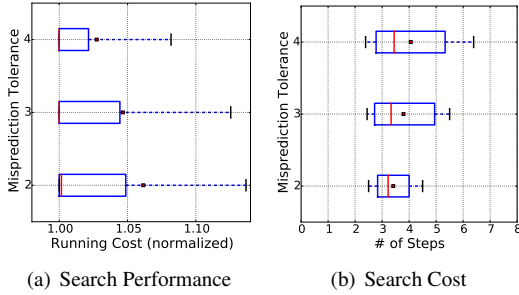 Misprediction Tolerance
4
3
2
1.00
1.05
1.10
Running Cost (normalized)
(a) Search Performance
Misprediction Tolerance
4
3
2
0 1 2 3 4 5 6 7 8
# of Steps
(b) Search Cost